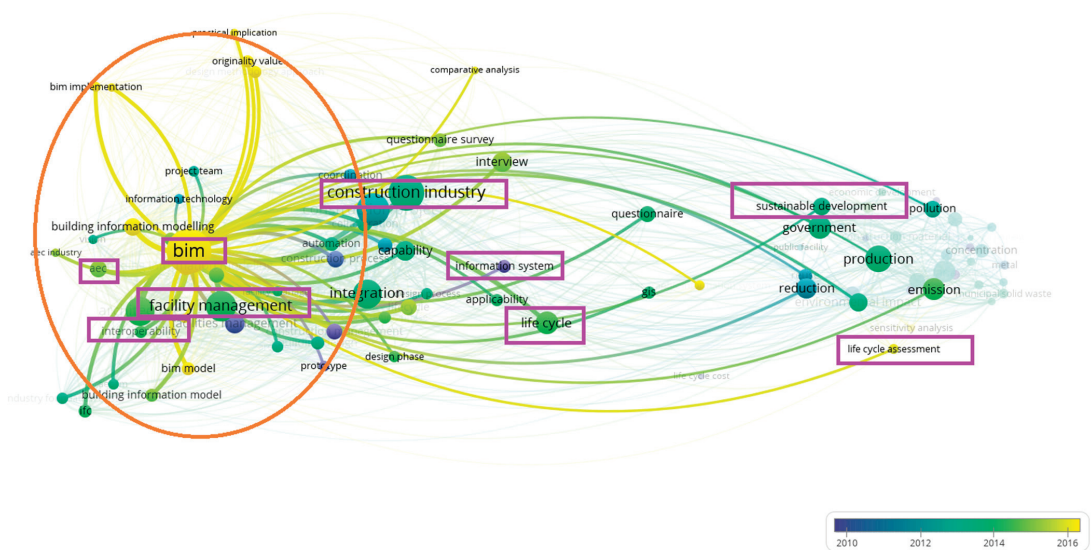 practical implication
originality value
comparative analysis
bim implementation
questionnaire survey
interview
project team
coordination
construction industry
information technology
sustainable development
pollution
questionnaire
building information modelling
government
aec industry
bim
automation
capability
public facility
concentration
construction process
information system
production
metal
aec
integration
applicability
gis
reduction
emission
municipal solid waste
facility management
environmental impact
facilities management
life cycle
interoperability
sensitivity analysis
life cycle assessment
design phase
bim model
prototype
life cycle cost
building information model
ifc
2010
2012
2014
2016